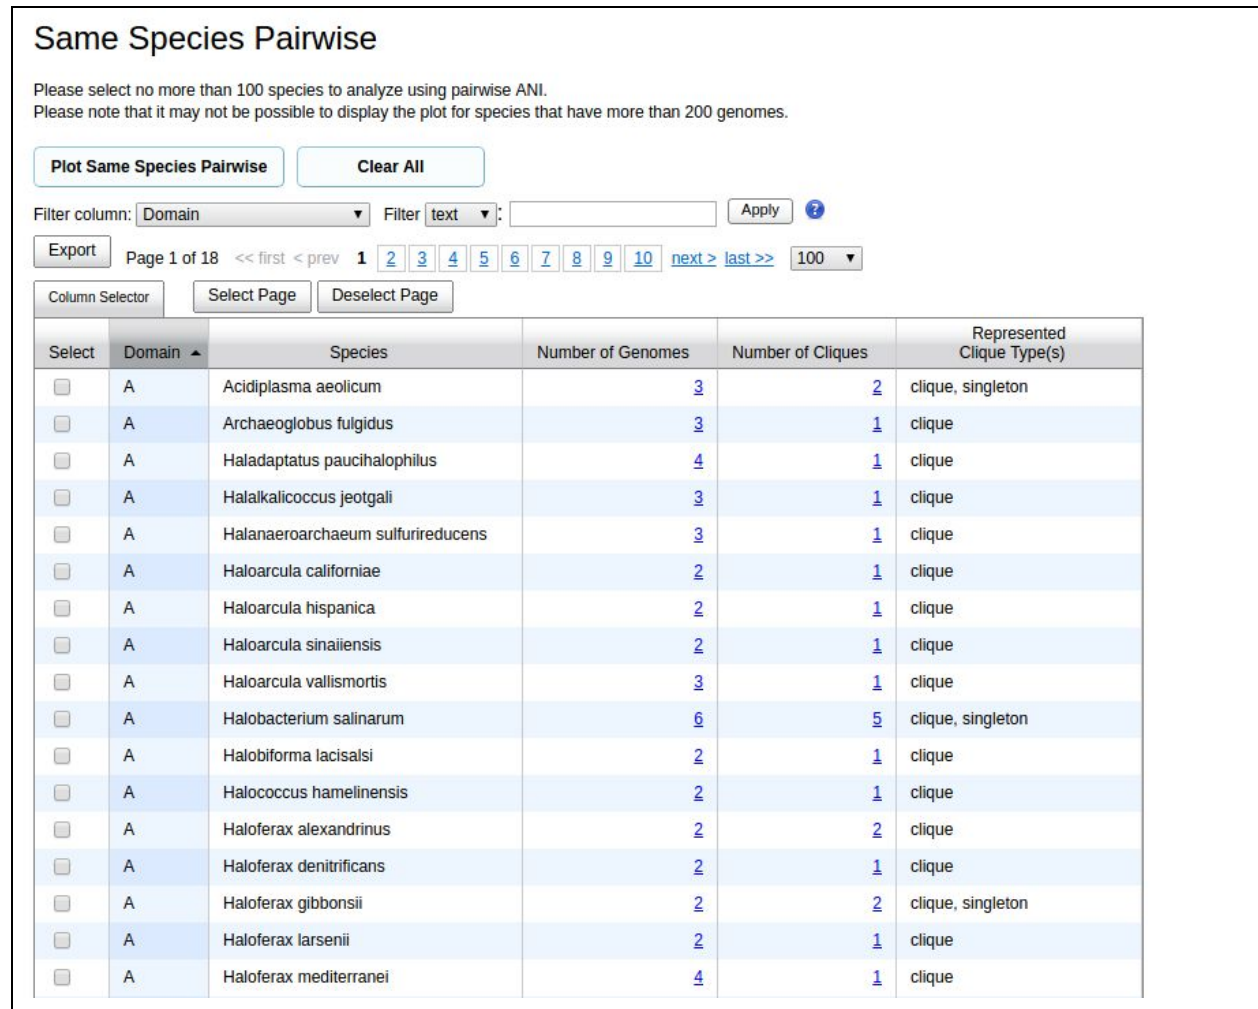 Same Species Pairwise
Please select no more than 100 species to analyze using pairwise ANI.
Please note that it may not be possible to display the plot for species that have more than 200 genomes.
Plot Same Species Pairwise Clear All
Filter column: Domain ▼ Filter text ▼ : Apply ?
Export Page 1 of 18 << first < prev 1 2 3 4 5 6 7 8 9 10 next > last >> 100 ▼
Column Selector Select Page Deselect Page
Select Domain ▲ Species Number of Genomes Number of Cliques Represented Clique Type(s)
A Acidiplasma aeolicum 3 2 clique, singleton
A Archaeoglobus fulgidus 3 1 clique
A Haladaptatus paucihalophilus 4 1 clique
A Halalkalicoccus jeotgali 3 1 clique
A Halanaeroarchaeum sulfurireducens 3 1 clique
A Haloarcula californiae 2 1 clique
A Haloarcula hispanica 2 1 clique
A Haloarcula sinaiiensis 2 1 clique
A Haloarcula vallismortis 3 1 clique
A Halobacterium salinarum 6 5 clique, singleton
A Halobiforma lacisalsi 2 1 clique
A Halococcus hamelinensis 2 1 clique
A Haloferax alexandrinus 2 2 clique
A Haloferax denitrificans 2 1 clique
A Haloferax gibbonsii 2 2 clique, singleton
A Haloferax larsenii 2 1 clique
A Haloferax mediterranei 4 1 clique